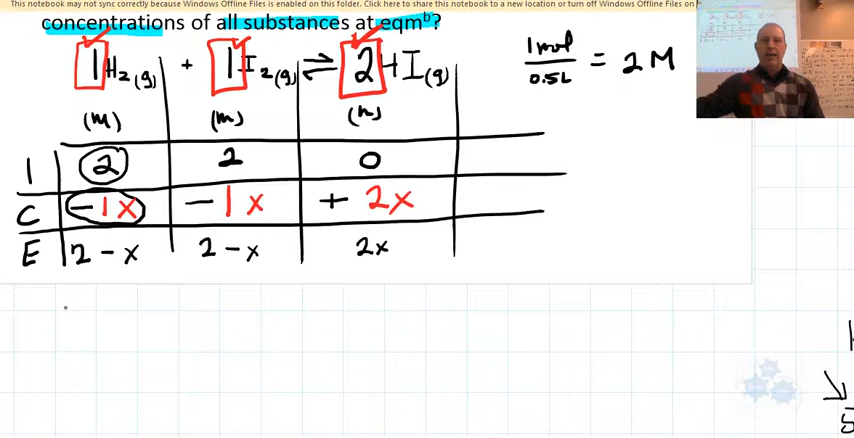 This notebook may not sync correctly because Windows Offline Files is enabled on this folder. Click here to share this notebook to a new location or turn off Windows Offline Files on
concentrations of all substances at eqmᵇ?
1H₂(g) + 1I₂(g) ⇌ 2HI(g) 1mol/0.5L = 2M
(M) (M) (M)
I 2 2 0
C -1x -1x + 2x
E 2-x 2-x 2x
5